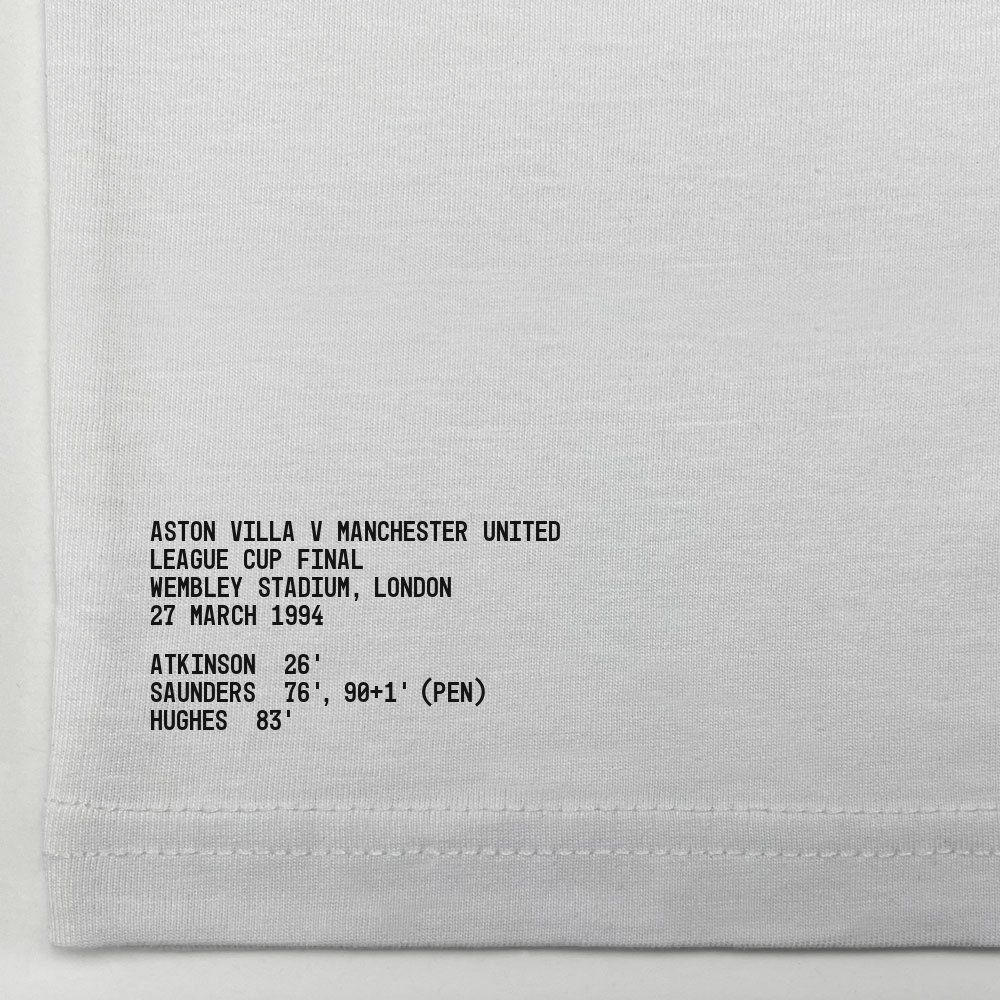 ASTON VILLA V MANCHESTER UNITED
LEAGUE CUP FINAL
WEMBLEY STADIUM, LONDON
27 MARCH 1994
ATKINSON 26'
SAUNDERS 76', 90+1' (PEN)
HUGHES 83'